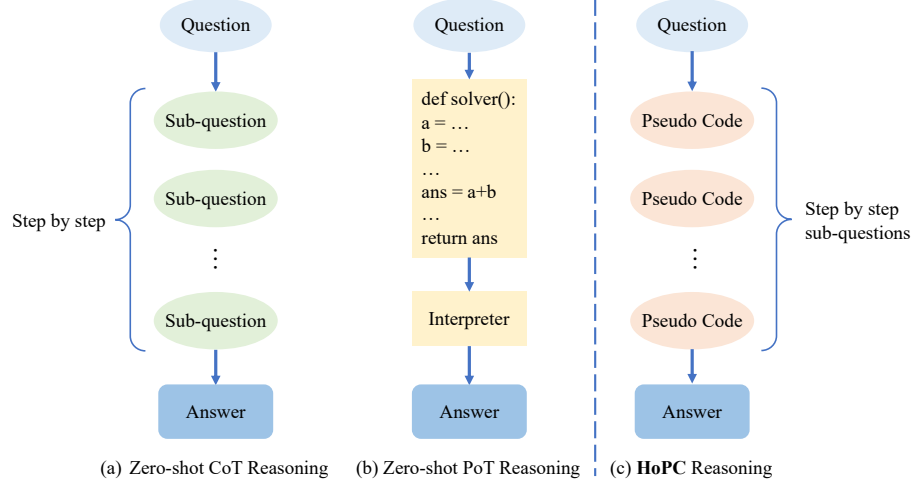 Question
Sub-question
Sub-question
⋮
Sub-question
Answer
Step by step
(a) Zero-shot CoT Reasoning
Question
def solver():
a = …
b = …
…
ans = a+b
…
return ans
Interpreter
Answer
(b) Zero-shot PoT Reasoning
Question
Pseudo Code
Pseudo Code
⋮
Pseudo Code
Answer
Step by step
sub-questions
(c) HoPC Reasoning